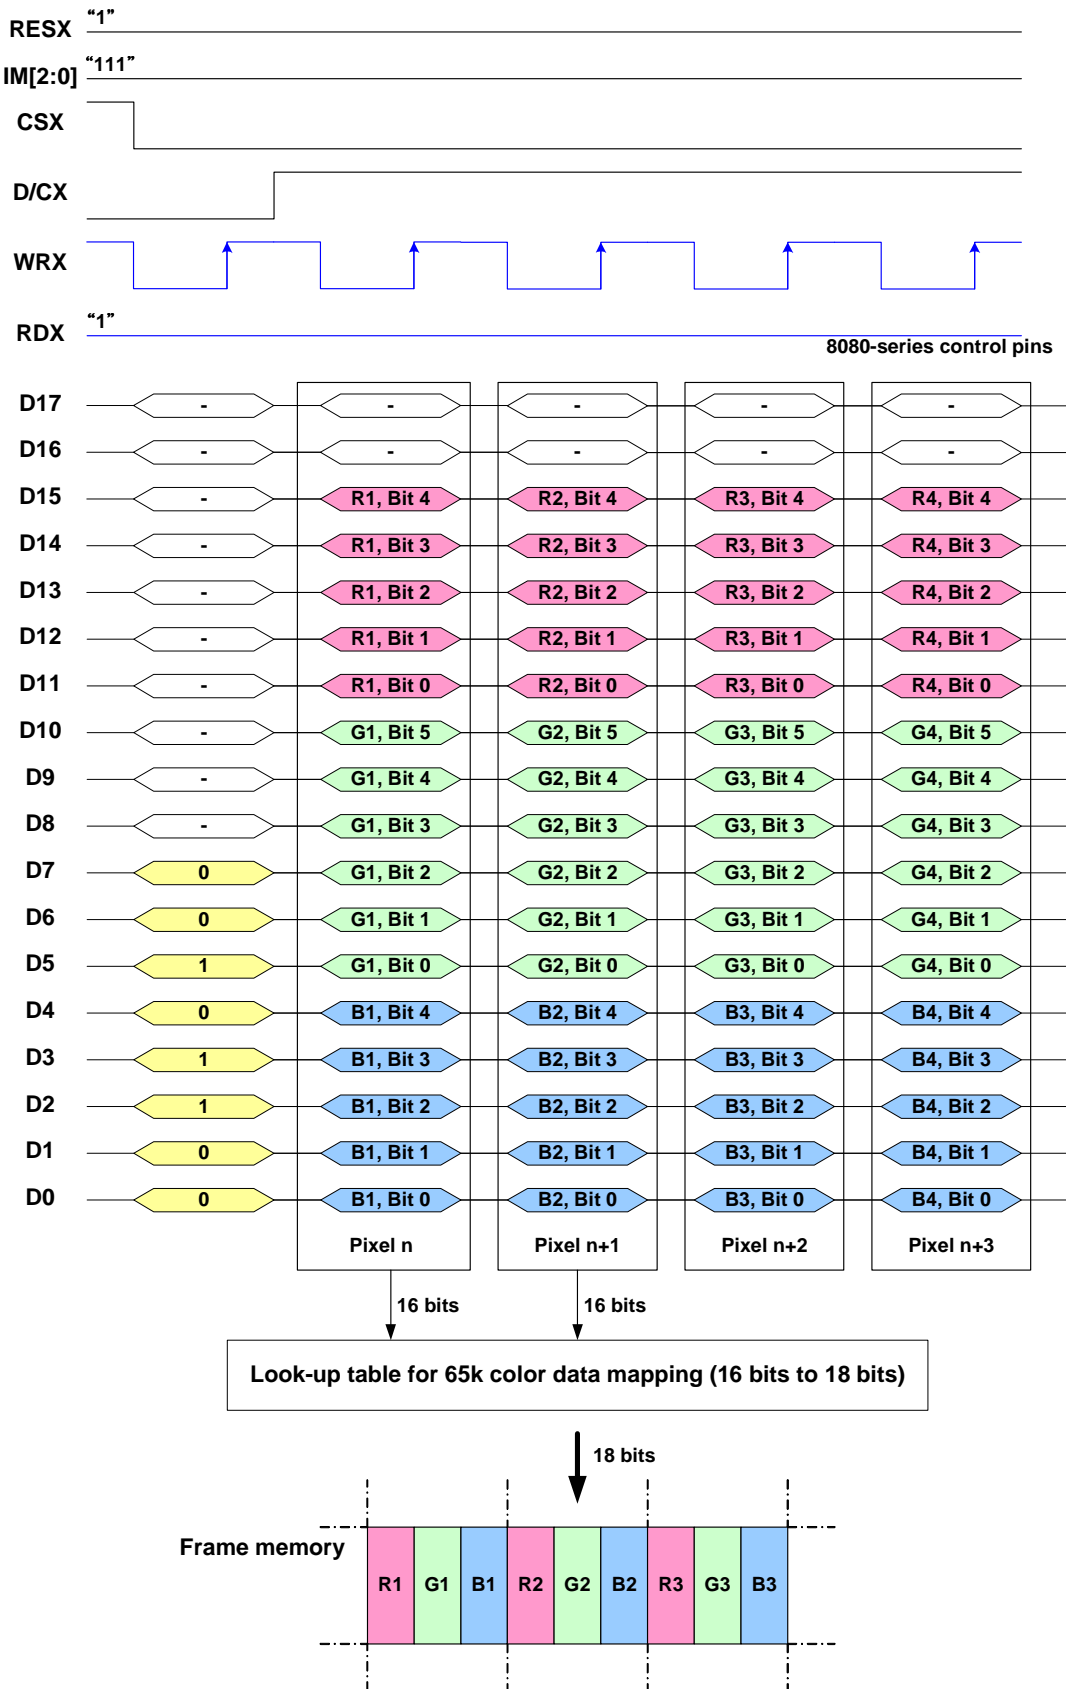 RESX “1”
IM[2:0] “111”
CSX
D/CX
WRX
RDX “1”
8080-series control pins
D17 - - - - -
D16 - - - - -
D15 - R1, Bit 4 R2, Bit 4 R3, Bit 4 R4, Bit 4
D14 - R1, Bit 3 R2, Bit 3 R3, Bit 3 R4, Bit 3
D13 - R1, Bit 2 R2, Bit 2 R3, Bit 2 R4, Bit 2
D12 - R1, Bit 1 R2, Bit 1 R3, Bit 1 R4, Bit 1
D11 - R1, Bit 0 R2, Bit 0 R3, Bit 0 R4, Bit 0
D10 - G1, Bit 5 G2, Bit 5 G3, Bit 5 G4, Bit 5
D9 - G1, Bit 4 G2, Bit 4 G3, Bit 4 G4, Bit 4
D8 - G1, Bit 3 G2, Bit 3 G3, Bit 3 G4, Bit 3
D7 0 G1, Bit 2 G2, Bit 2 G3, Bit 2 G4, Bit 2
D6 0 G1, Bit 1 G2, Bit 1 G3, Bit 1 G4, Bit 1
D5 1 G1, Bit 0 G2, Bit 0 G3, Bit 0 G4, Bit 0
D4 0 B1, Bit 4 B2, Bit 4 B3, Bit 4 B4, Bit 4
D3 1 B1, Bit 3 B2, Bit 3 B3, Bit 3 B4, Bit 3
D2 1 B1, Bit 2 B2, Bit 2 B3, Bit 2 B4, Bit 2
D1 0 B1, Bit 1 B2, Bit 1 B3, Bit 1 B4, Bit 1
D0 0 B1, Bit 0 B2, Bit 0 B3, Bit 0 B4, Bit 0
Pixel n Pixel n+1 Pixel n+2 Pixel n+3
16 bits 16 bits
Look-up table for 65k color data mapping (16 bits to 18 bits)
18 bits
Frame memory
R1 G1 B1 R2 G2 B2 R3 G3 B3